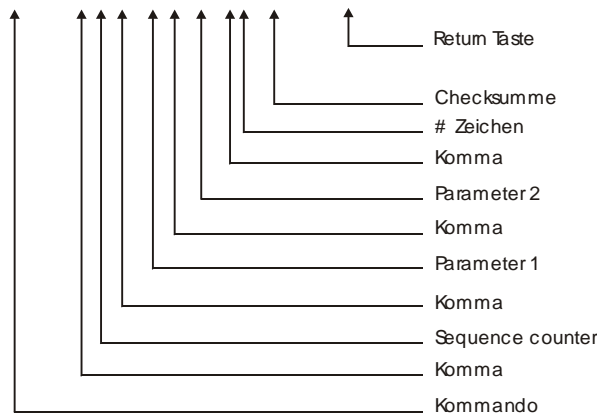 Return Taste
Checksumme
# Zeichen
Komma
Parameter 2
Komma
Parameter 1
Komma
Sequence counter
Komma
Kommando